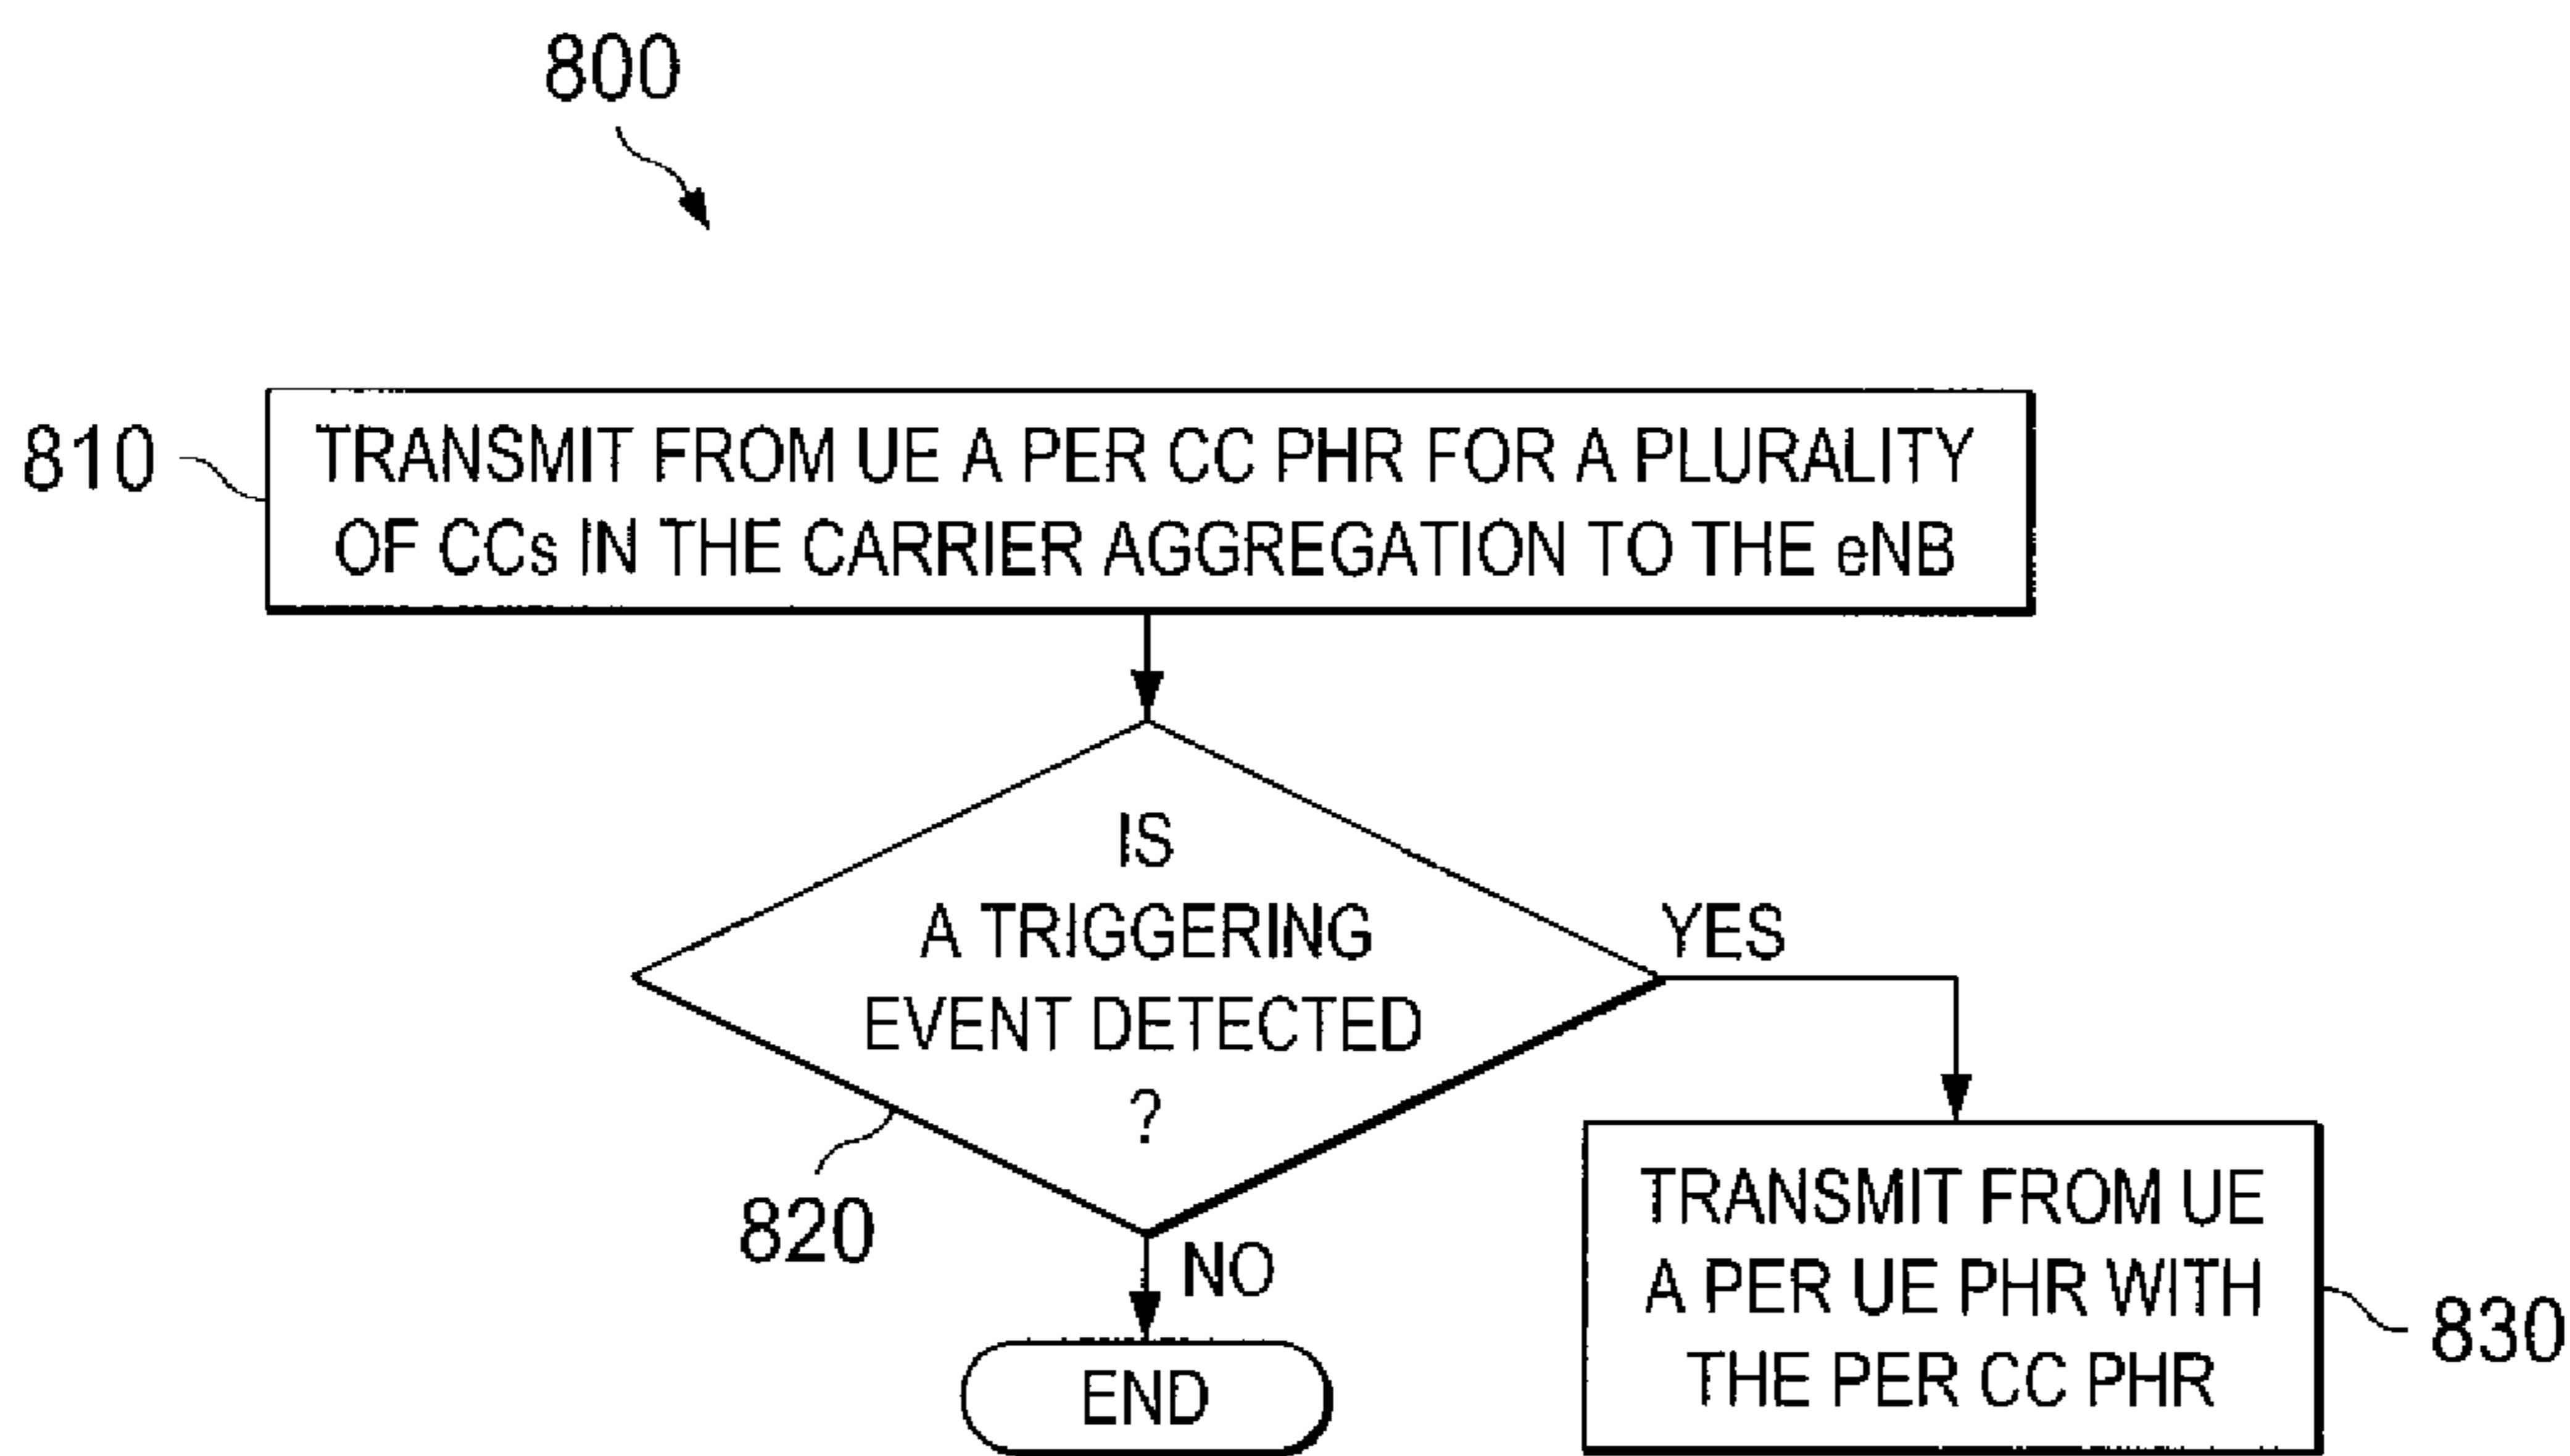 800
810
TRANSMIT FROM UE A PER CC PHR FOR A PLURALITY
OF CCs IN THE CARRIER AGGREGATION TO THE eNB
IS
A TRIGGERING
EVENT DETECTED
?
YES
820
NO
END
TRANSMIT FROM UE
A PER UE PHR WITH
THE PER CC PHR
830